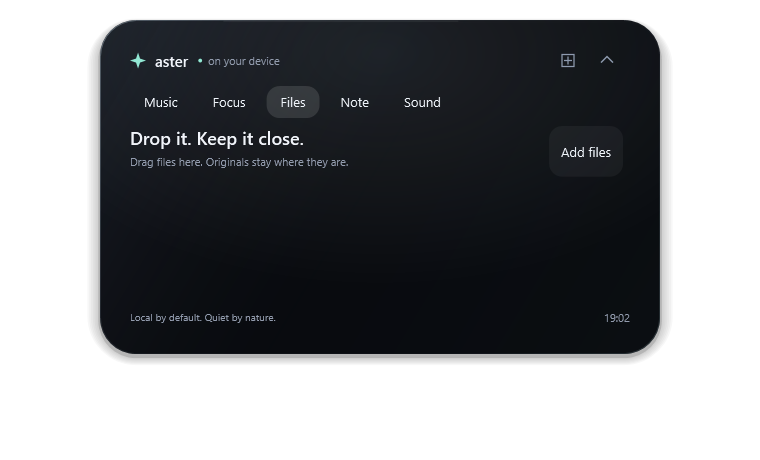 aster • on your device
Music Focus Files Note Sound
Drop it. Keep it close.
Drag files here. Originals stay where they are.
Add files
Local by default. Quiet by nature.
19:02